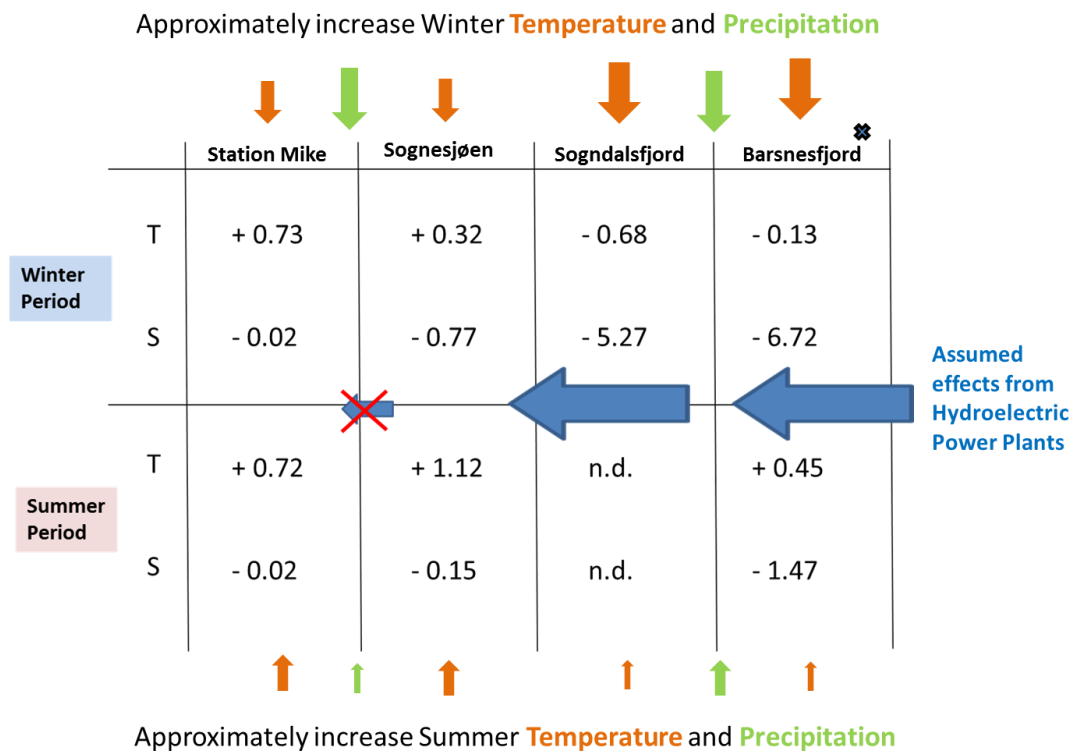 Approximately increase Winter Temperature and Precipitation
Station Mike Sognesjøen Sogndalsfjord Barsnesfjord
T + 0.73 + 0.32 - 0.68 - 0.13
Winter
Period
S - 0.02 - 0.77 - 5.27 - 6.72
Assumed
effects from
Hydroelectric
Power Plants
T + 0.72 + 1.12 n.d. + 0.45
Summer
Period
S - 0.02 - 0.15 n.d. - 1.47
Approximately increase Summer Temperature and Precipitation